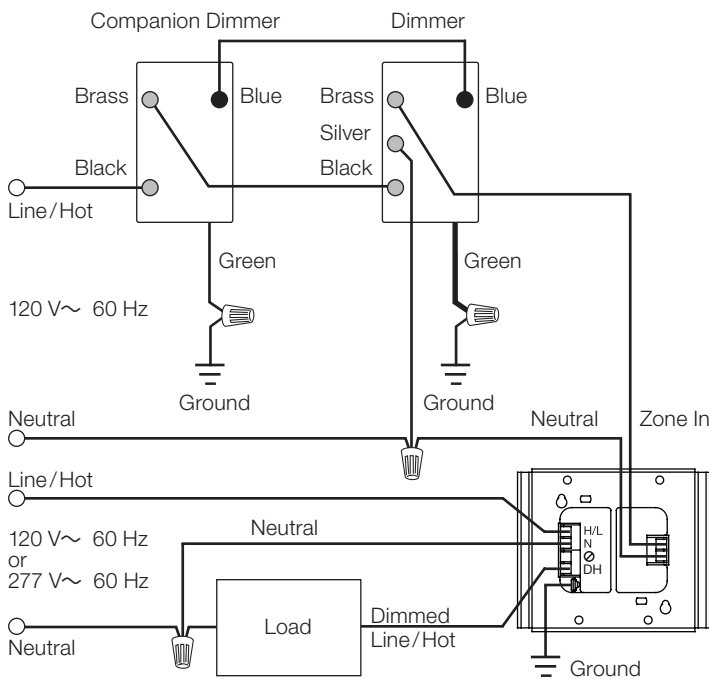 Companion Dimmer
Dimmer
Brass
Blue
Brass
Blue
Silver
Black
Black
Line/Hot
Green
Green
120 V~ 60 Hz
Ground
Ground
Neutral
Neutral
Zone In
Line/Hot
120 V~ 60 Hz
or
277 V~ 60 Hz
Neutral
H/L
N
DH
Load
Dimmed
Line/Hot
Neutral
Ground